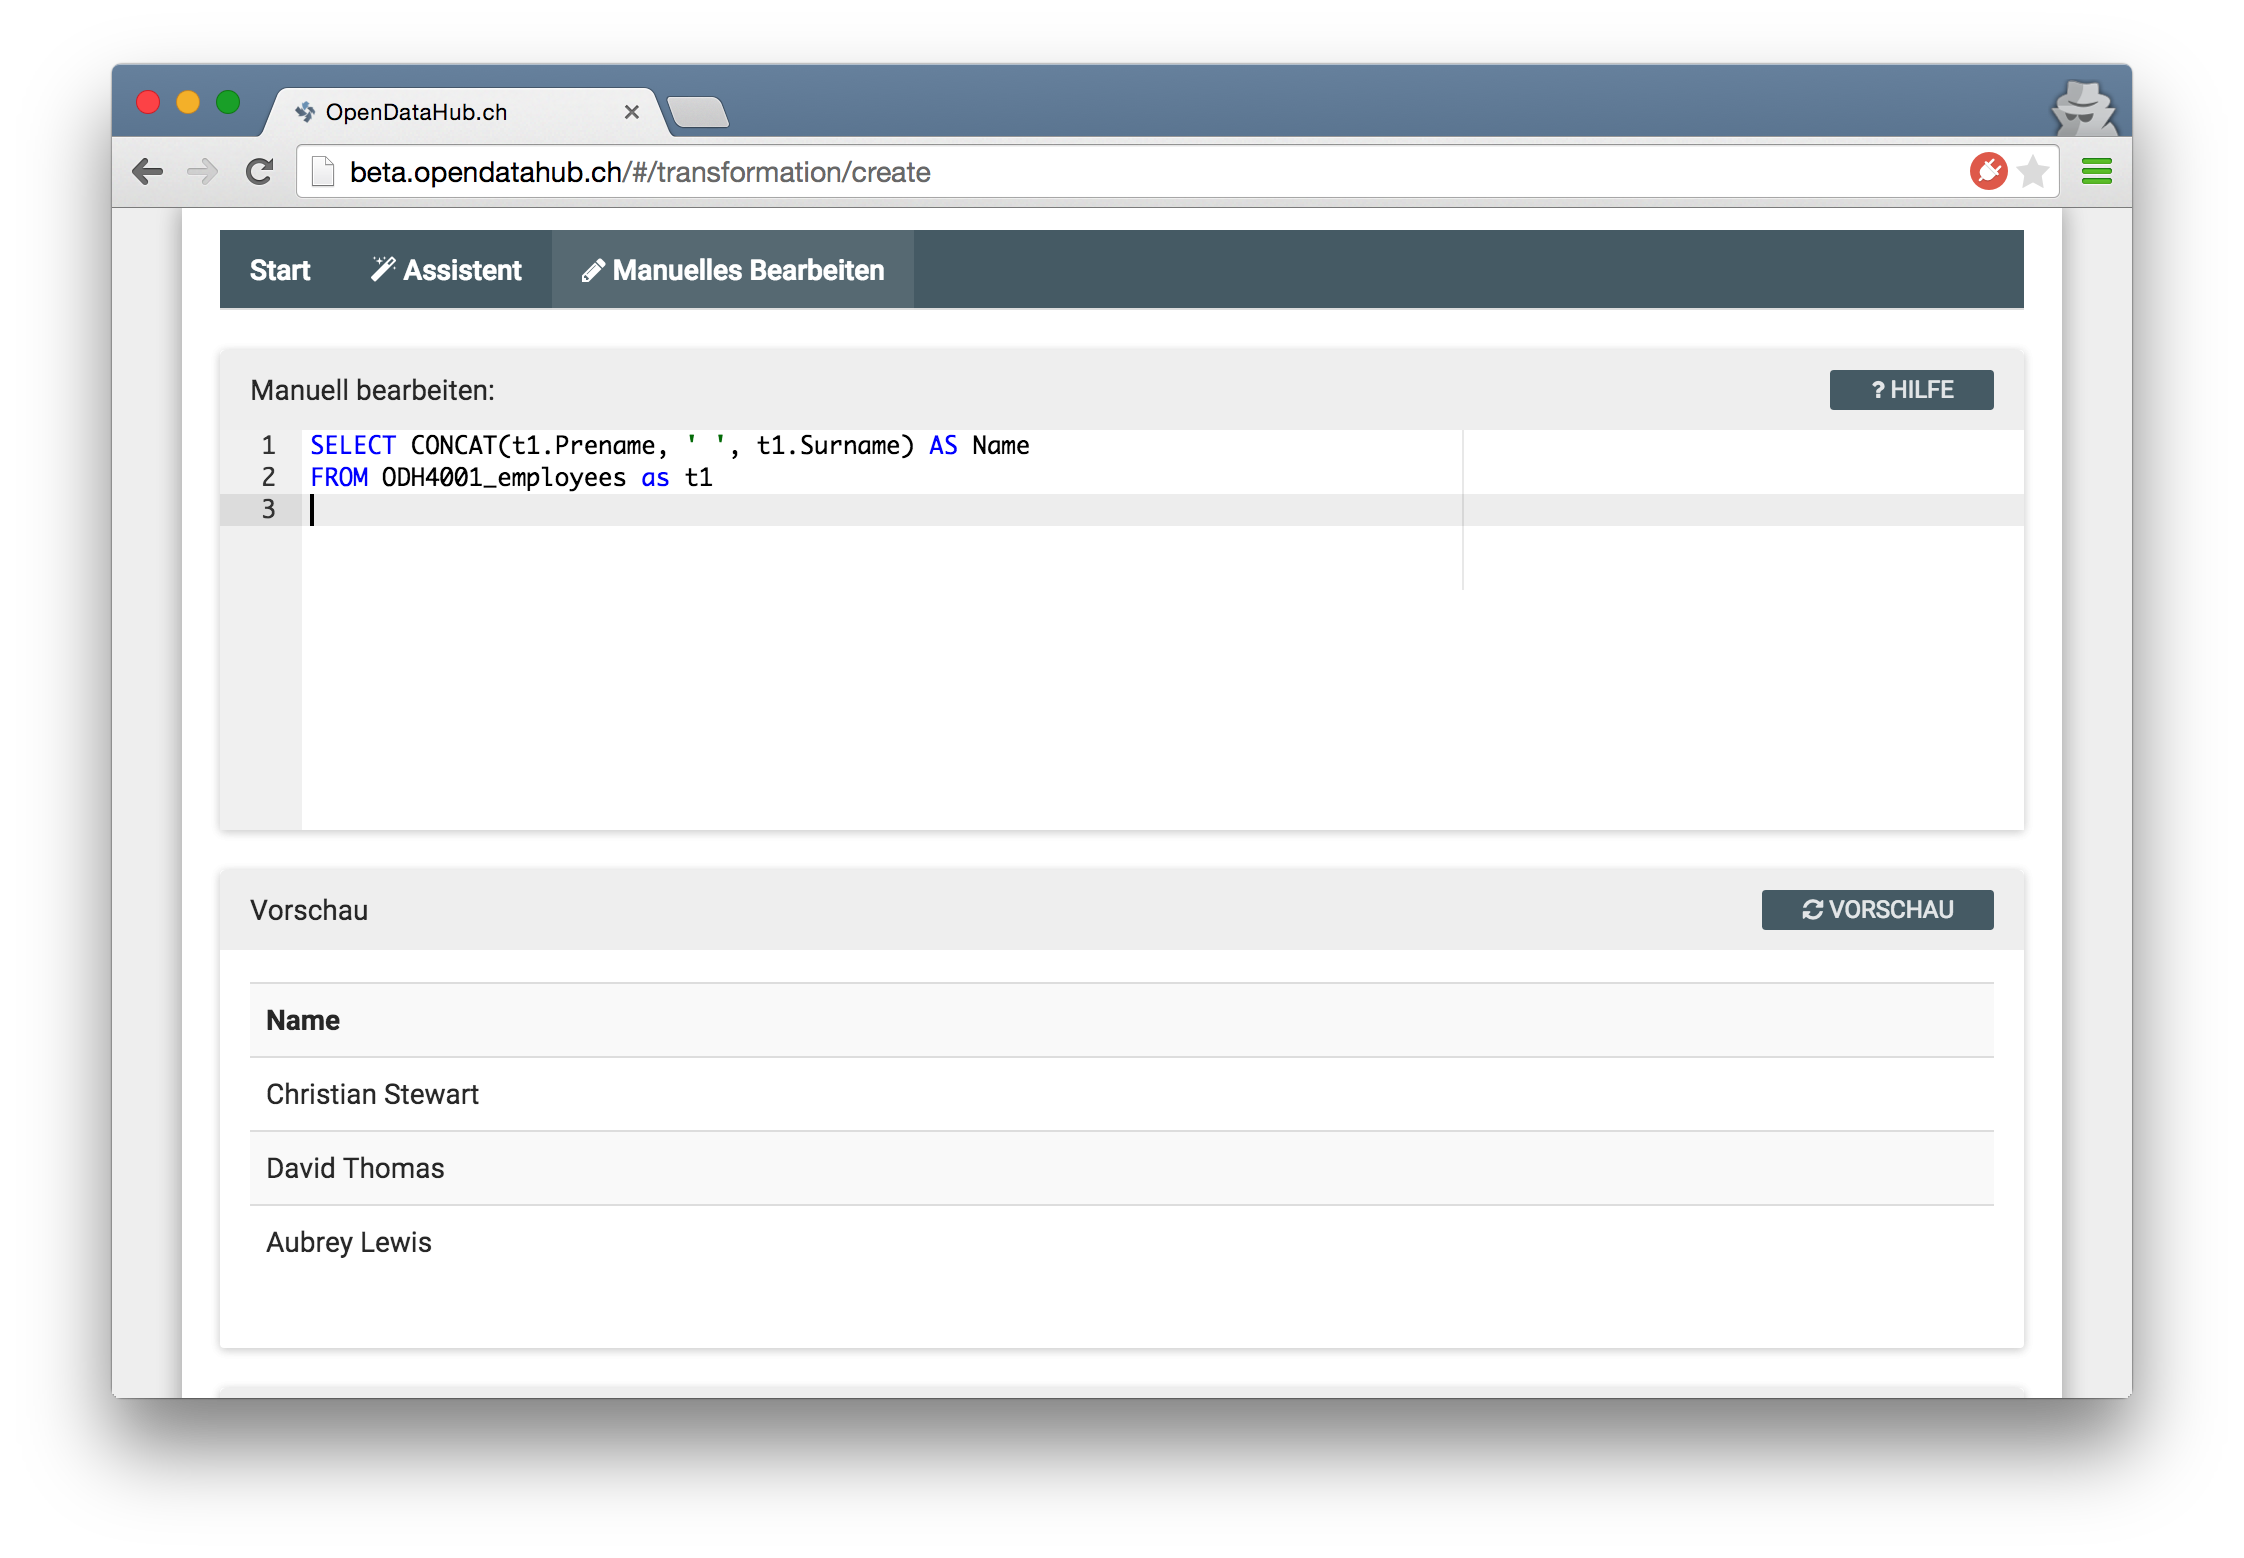 OpenDataHub.ch
beta.opendatahub.ch/#/transformation/create
Start Assistent Manuelles Bearbeiten
Manuell bearbeiten: ? HILFE
1 SELECT CONCAT(t1.Prename, ' ', t1.Surname) AS Name
2 FROM ODH4001_employees as t1
3
Vorschau VORSCHAU
Name
Christian Stewart
David Thomas
Aubrey Lewis